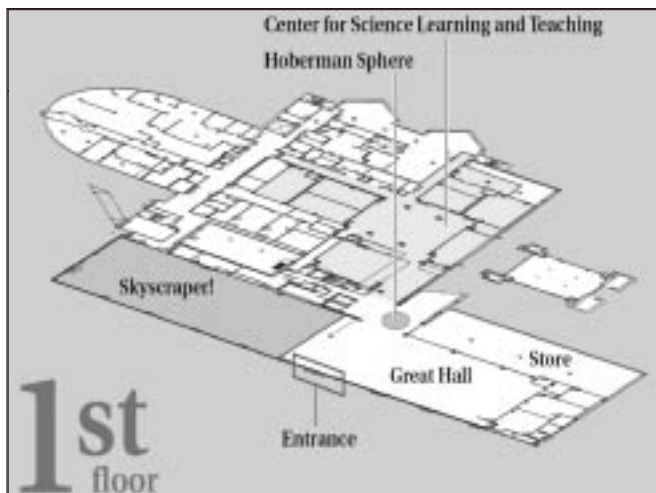 Center for Science Learning and Teaching
Hoberman Sphere
Skyscraper!
Store
Great Hall
Entrance
1st
floor